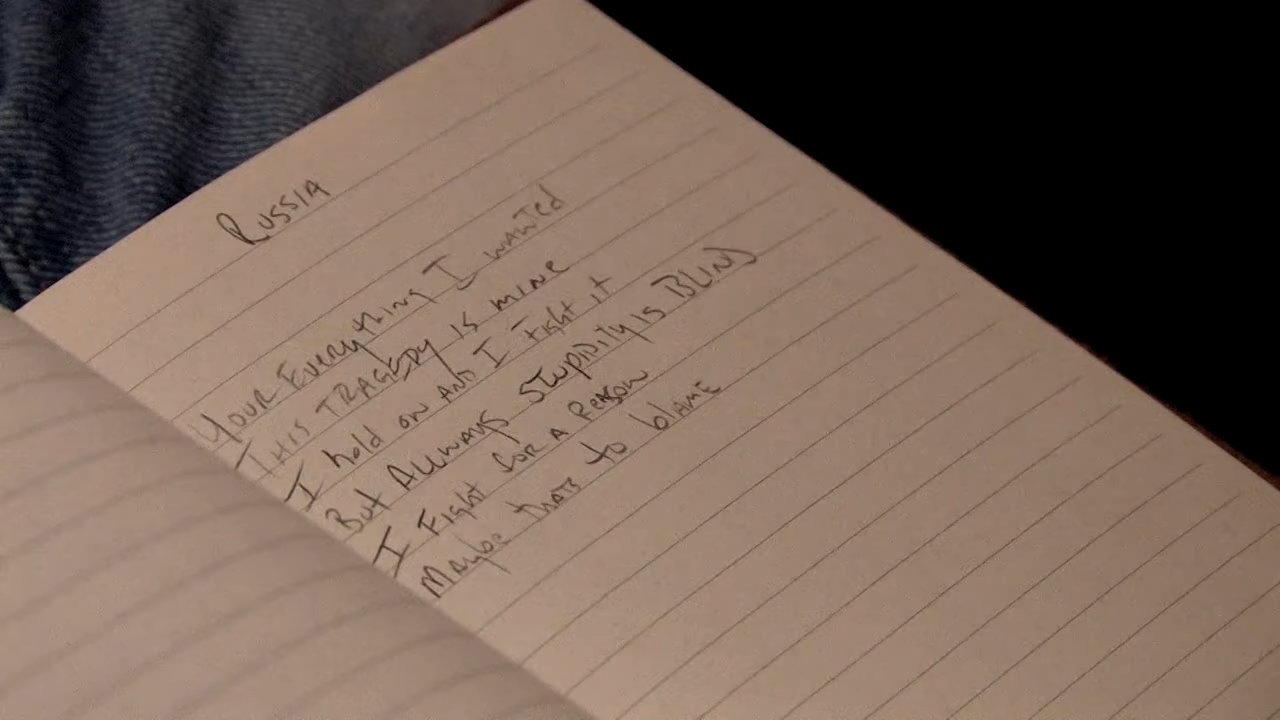 Russia
Your Everything I wanted
This TRAGEDy is mine
I hold on AND I Fight it
But Allways Stupidity is BLIND
I Fight for A Reason
Maybe thats to blame